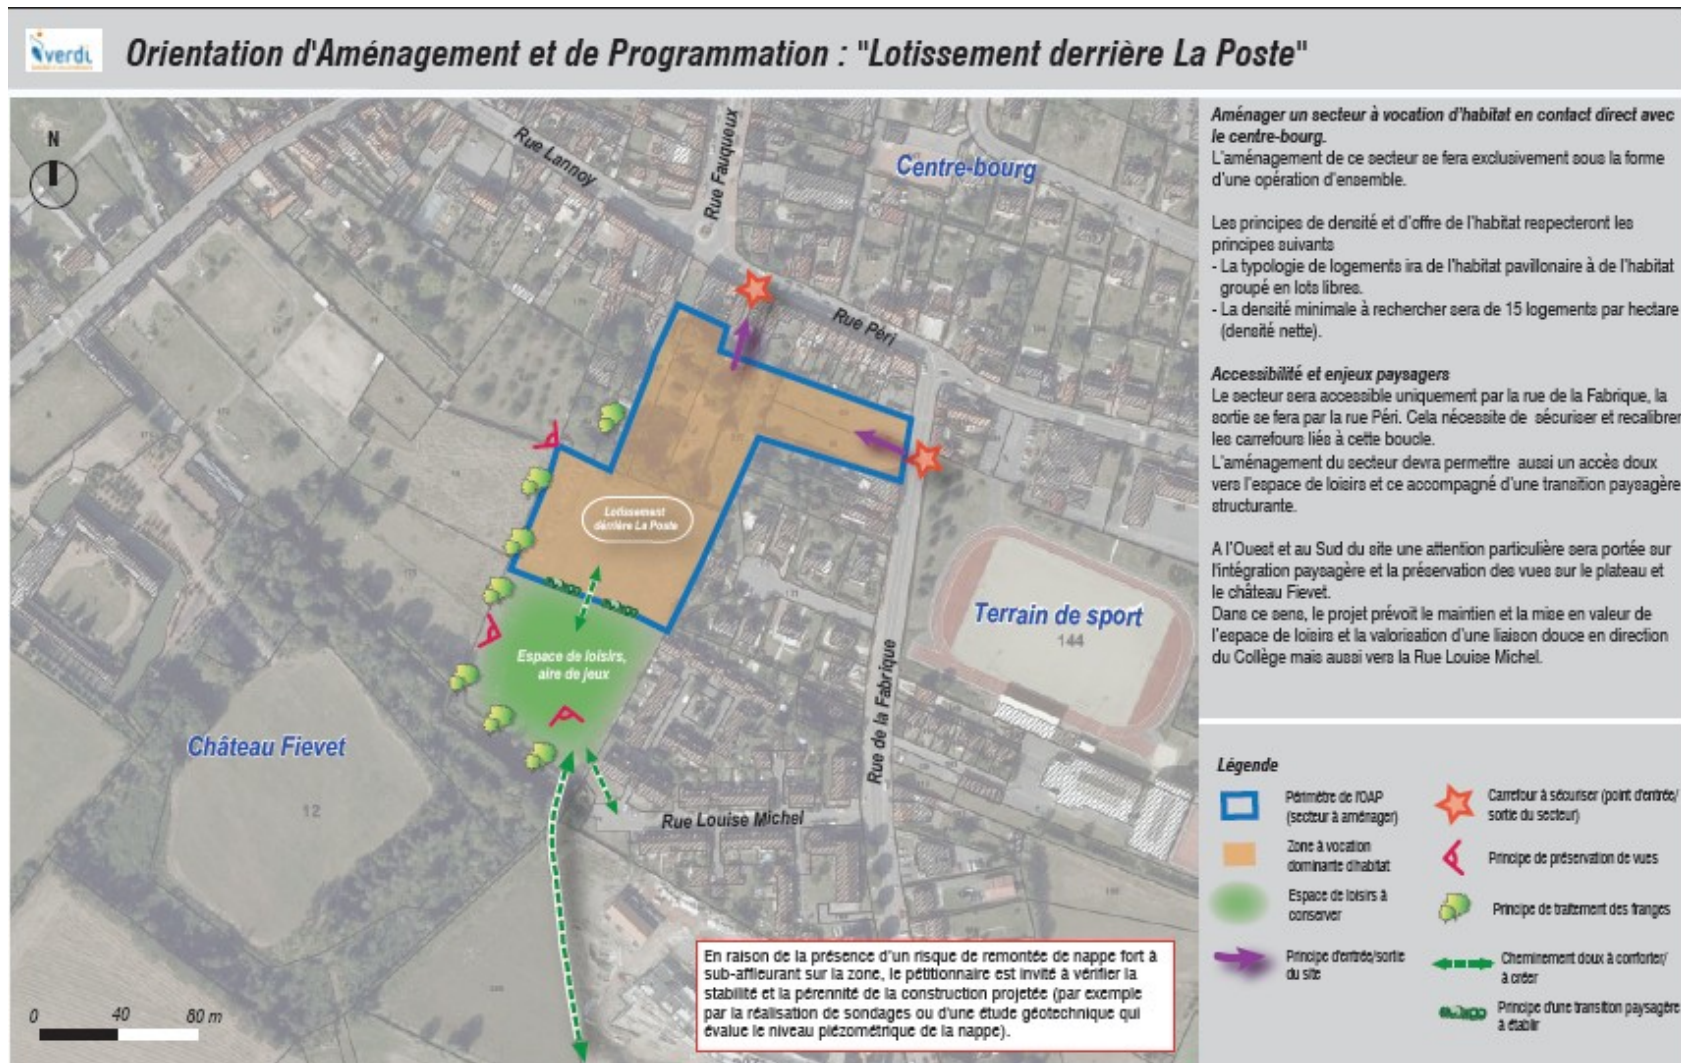 verdi
Orientation d'Aménagement et de Programmation : "Lotissement derrière La Poste"
N
Rue Lannoy
Rue Fauqueux
Centre-bourg
Rue Péri
Lotissement
dérrière La Poste
Espace de loisirs,
aire de jeux
Terrain de sport
144
Rue de la Fabrique
Château Fievet
12
Rue Louise Michel
0 40 80 m
En raison de la présence d'un risque de remontée de nappe fort à
sub-affleurant sur la zone, le pétitionnaire est invité à vérifier la
stabilité et la pérennité de la construction projetée (par exemple
par la réalisation de sondages ou d'une étude géotechnique qui
évalue le niveau piézométrique de la nappe).
Aménager un secteur à vocation d'habitat en contact direct avec
le centre-bourg.
L'aménagement de ce secteur se fera exclusivement sous la forme
d'une opération d'ensemble.
Les principes de densité et d'offre de l'habitat respecteront les
principes suivants
- La typologie de logements ira de l'habitat pavillonaire à de l'habitat
groupé en lots libres.
- La densité minimale à rechercher sera de 15 logements par hectare
(densité nette).
Accessibilité et enjeux paysagers
Le secteur sera accessible uniquement par la rue de la Fabrique, la
sortie se fera par la rue Péri. Cela nécessite de sécuriser et recalibrer
les carrefours liés à cette boucle.
L'aménagement du secteur devra permettre aussi un accès doux
vers l'espace de loisirs et ce accompagné d'une transition paysagère
structurante.
A l'Ouest et au Sud du site une attention particulière sera portée sur
l'intégration paysagère et la préservation des vues sur le plateau et
le château Fievet.
Dans ce sens, le projet prévoit le maintien et la mise en valeur de
l'espace de loisirs et la valorisation d'une liaison douce en direction
du Collège mais aussi vers la Rue Louise Michel.
Légende
Périmètre de l'OAP
(secteur à aménager)
Zone à vocation
dominante d'habitat
Espace de loisirs à
conserver
Principe d'entrée/sortie
du site
Carrefour à sécuriser (point d'entrée/
sortie du secteur)
Principe de préservation de vues
Principe de traitement des franges
Cheminement doux à conforter/
à créer
Principe d'une transition paysagère
à établir